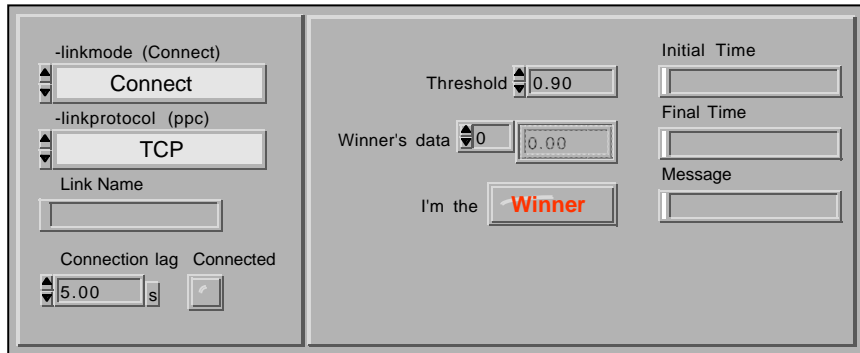 -linkmode (Connect)
Connect
-linkprotocol (ppc)
TCP
Link Name
Connection lag Connected
5.00 s
Threshold 0.90
Winner's data 0 0.00
I'm the Winner
Initial Time
Final Time
Message